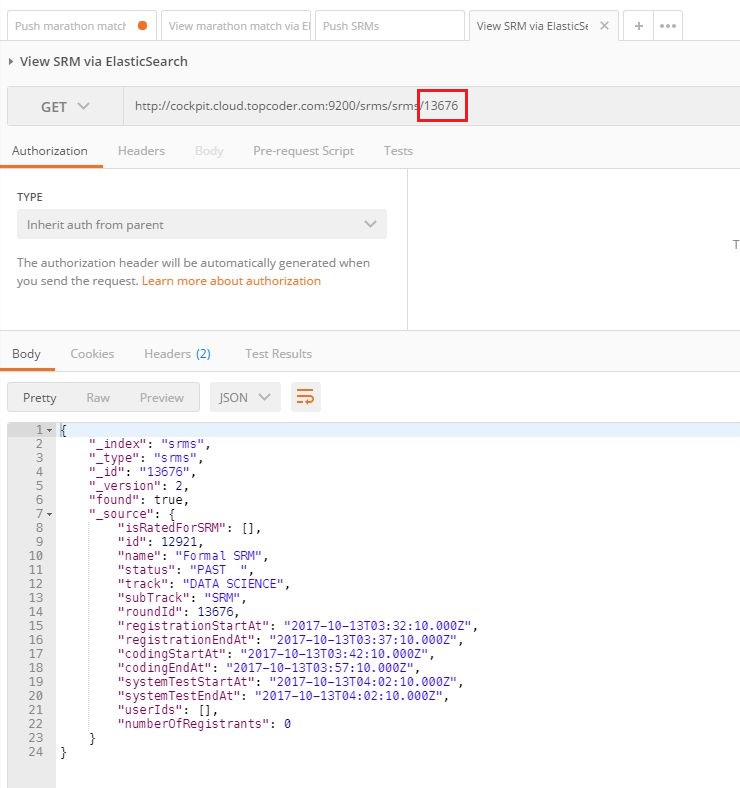 Push marathon match
View marathon match via El
Push SRMs
View SRM via ElasticSe
View SRM via ElasticSearch
GET
http://cockpit.cloud.topcoder.com:9200/srms/srms/13676
Authorization
Headers
Body
Pre-request Script
Tests
TYPE
Inherit auth from parent
The authorization header will be automatically generated when
you send the request. Learn more about authorization
T
Body
Cookies
Headers (2)
Test Results
Pretty
Raw
Preview
JSON
1 {
2 "_index": "srms",
3 "_type": "srms",
4 "_id": "13676",
5 "_version": 2,
6 "found": true,
7 "_source": {
8 "isRatedForSRM": [],
9 "id": 12921,
10 "name": "Formal SRM",
11 "status": "PAST  ",
12 "track": "DATA SCIENCE",
13 "subTrack": "SRM",
14 "roundId": 13676,
15 "registrationStartAt": "2017-10-13T03:32:10.000Z",
16 "registrationEndAt": "2017-10-13T03:37:10.000Z",
17 "codingStartAt": "2017-10-13T03:42:10.000Z",
18 "codingEndAt": "2017-10-13T03:57:10.000Z",
19 "systemTestStartAt": "2017-10-13T04:02:10.000Z",
20 "systemTestEndAt": "2017-10-13T04:02:10.000Z",
21 "userIds": [],
22 "numberOfRegistrants": 0
23 }
24 }